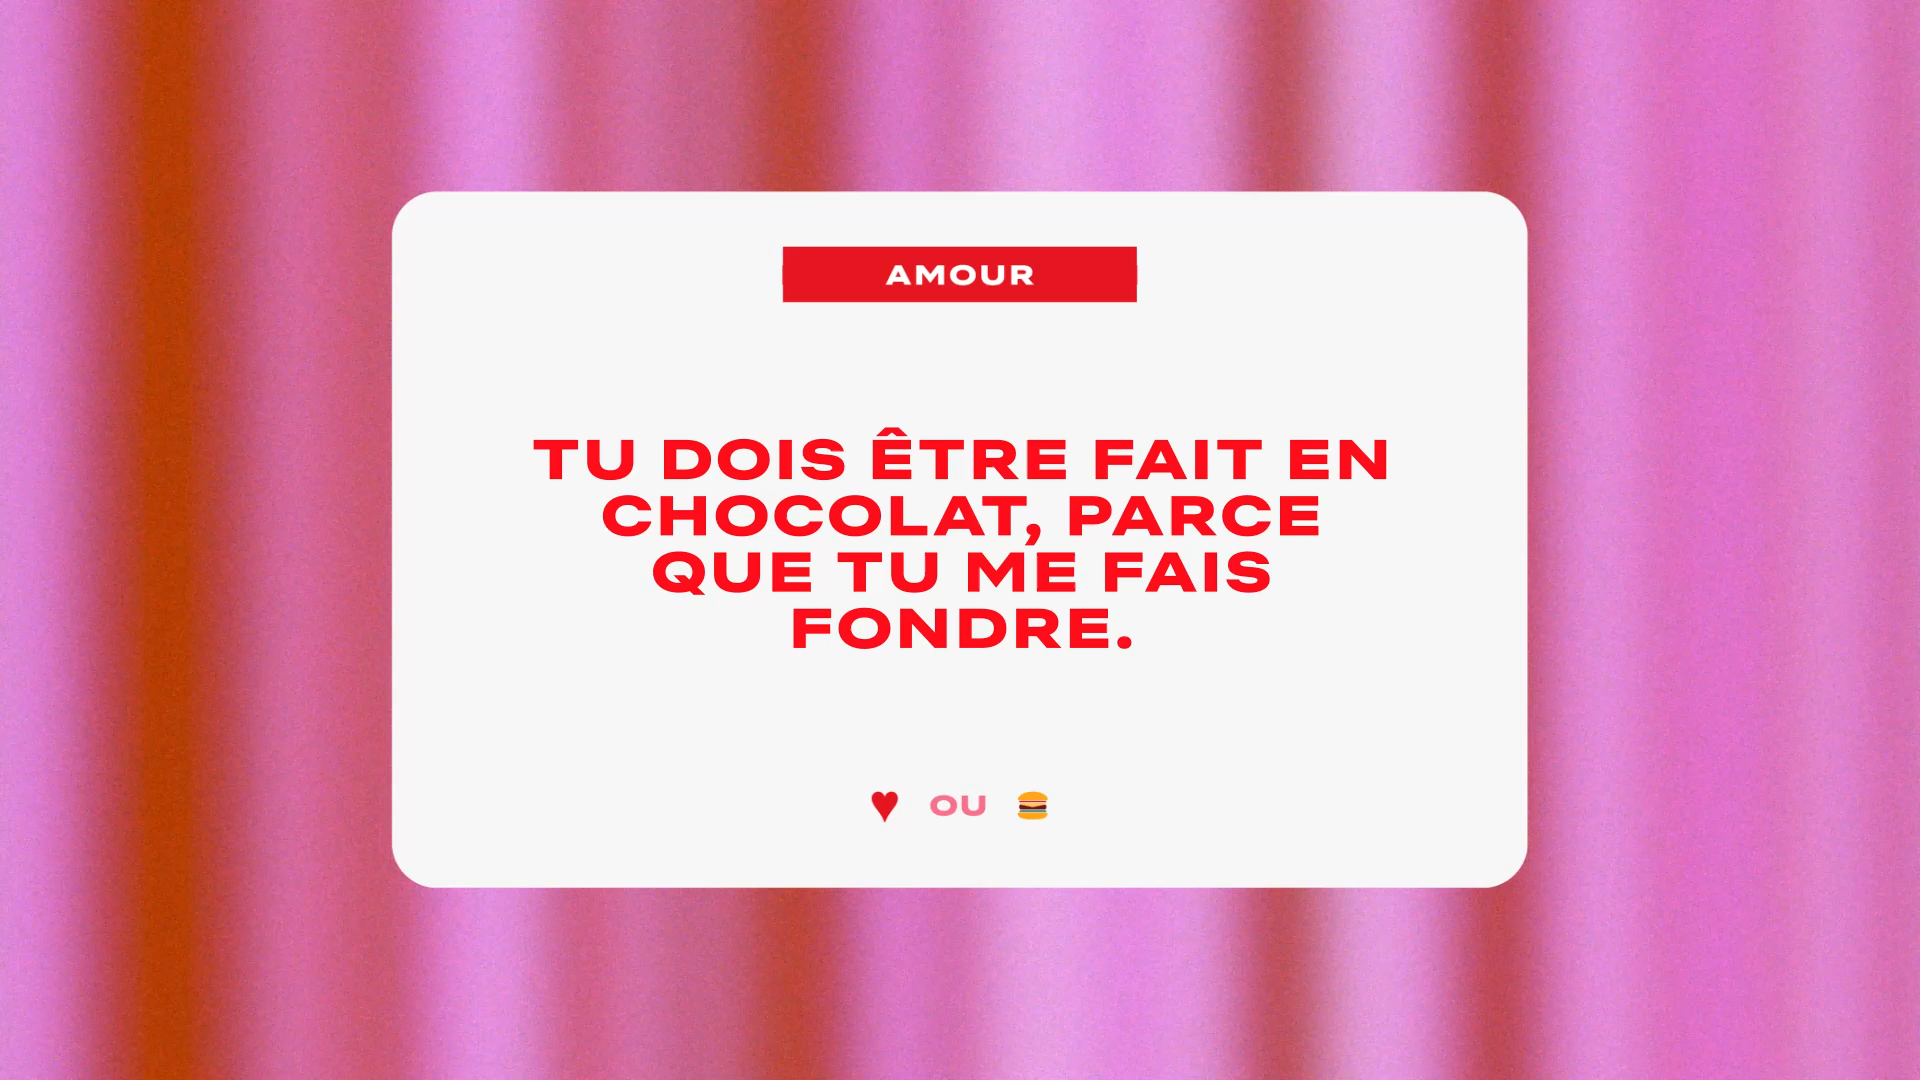 AMOUR
TU DOIS ÊTRE FAIT EN
CHOCOLAT, PARCE
QUE TU ME FAIS
FONDRE.
♥ OU 🍔